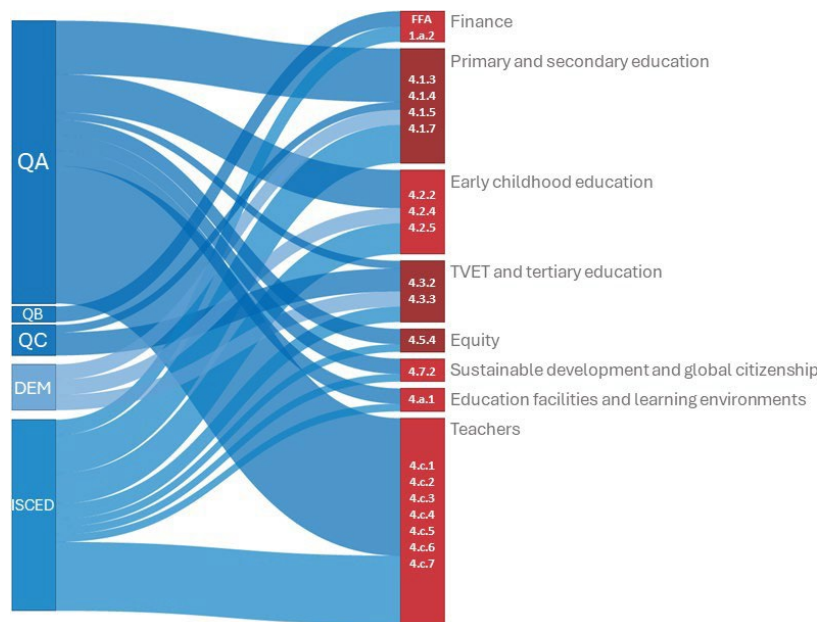 QA
QB
QC
DEM
ISCED
FFA
1.a.2
Finance
4.1.3
4.1.4
4.1.5
4.1.7
Primary and secondary education
4.2.2
4.2.4
4.2.5
Early childhood education
4.3.2
4.3.3
TVET and tertiary education
4.5.4
Equity
4.7.2
Sustainable development and global citizenship
4.a.1
Education facilities and learning environments
Teachers
4.c.1
4.c.2
4.c.3
4.c.4
4.c.5
4.c.6
4.c.7